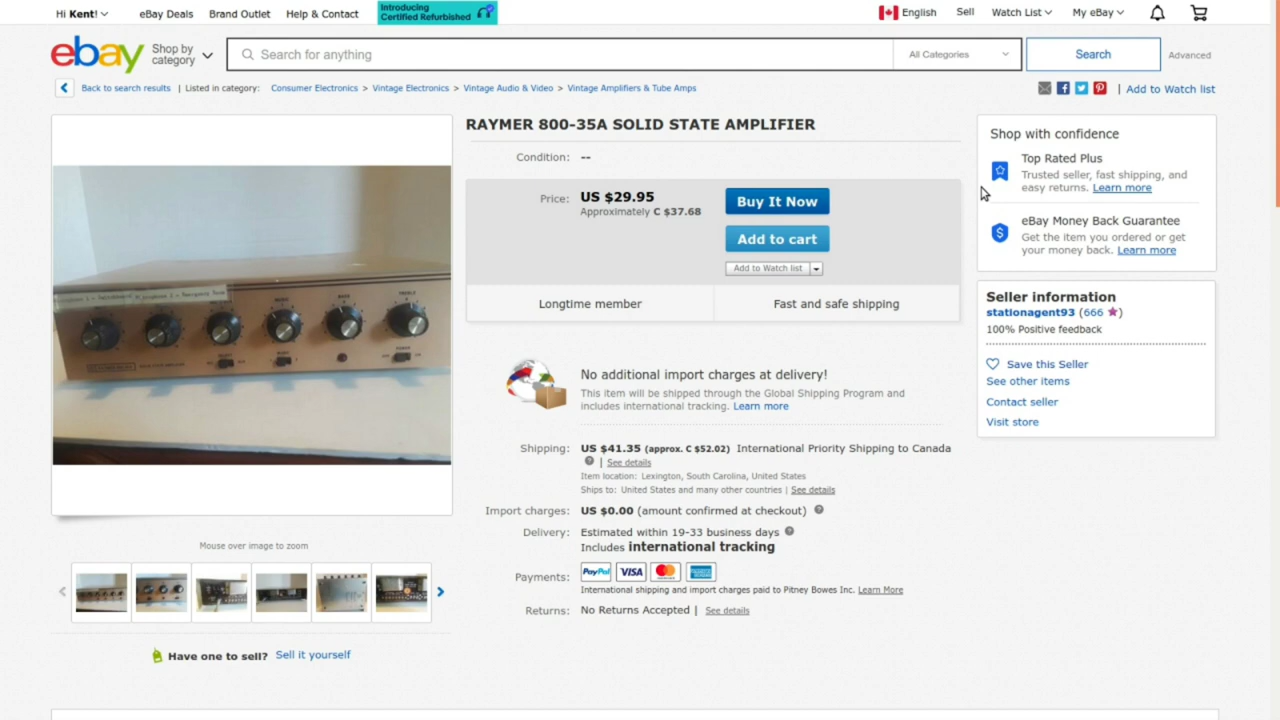 Hi Kent!
eBay Deals
Brand Outlet
Help & Contact
Introducing
Certified Refurbished
English
Sell
Watch List
My eBay
ebay
Shop by
category
Search for anything
All Categories
Search
Advanced
Back to search results | Listed in category: Consumer Electronics > Vintage Electronics > Vintage Audio & Video > Vintage Amplifiers & Tube Amps
| Add to Watch list
RAYMER 800-35A SOLID STATE AMPLIFIER
Condition: --
Price: US $29.95
Approximately C $37.68
Buy It Now
Add to cart
Add to Watch list
Longtime member
Fast and safe shipping
No additional import charges at delivery!
This item will be shipped through the Global Shipping Program and
includes international tracking. Learn more
Shipping: US $41.35 (approx. C $52.02) International Priority Shipping to Canada
| See details
Item location: Lexington, South Carolina, United States
Ships to: United States and many other countries | See details
Import charges: US $0.00 (amount confirmed at checkout)
Delivery: Estimated within 19-33 business days
Includes international tracking
Payments: PayPal VISA
International shipping and import charges paid to Pitney Bowes Inc. Learn More
Returns: No Returns Accepted | See details
Shop with confidence
Top Rated Plus
Trusted seller, fast shipping, and
easy returns. Learn more
eBay Money Back Guarantee
Get the item you ordered or get
your money back. Learn more
Seller information
stationagent93 (666)
100% Positive feedback
Save this Seller
See other items
Contact seller
Visit store
Mouse over image to zoom
Have one to sell? Sell it yourself